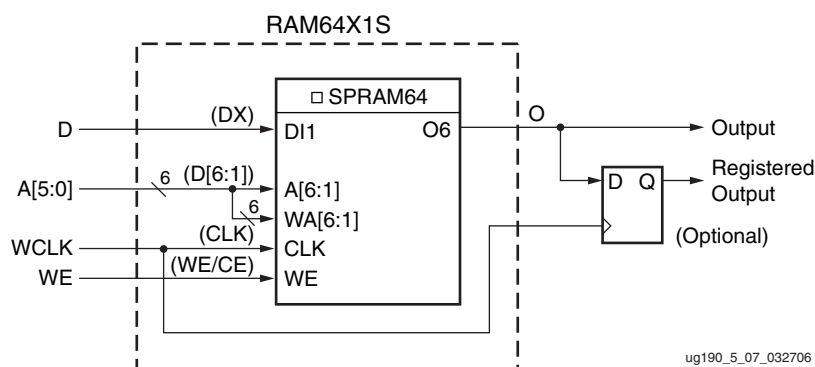 RAM64X1S
□ SPRAM64
D
(DX)
DI1
O6
O
Output
A[5:0]
6
(D[6:1])
A[6:1]
6
WA[6:1]
D Q
Registered
Output
WCLK
(CLK)
CLK
(Optional)
WE
(WE/CE)
WE
ug190_5_07_032706